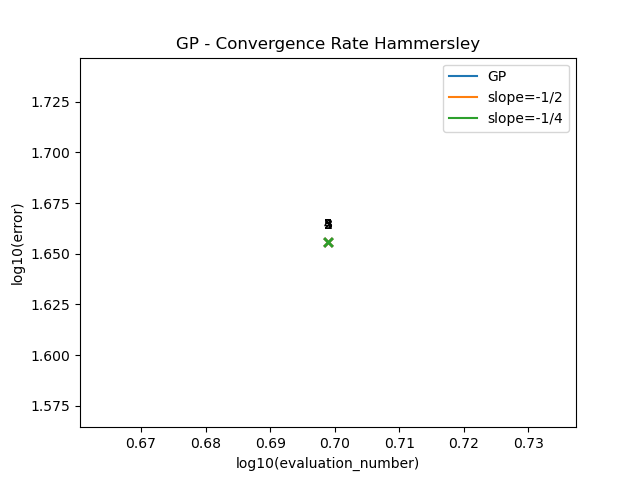 GP - Convergence Rate Hammersley
GP
slope=-1/2
slope=-1/4
1.725
1.700
1.675
1.650
1.625
1.600
1.575
log10(error)
0.67
0.68
0.69
0.70
0.71
0.72
0.73
log10(evaluation_number)